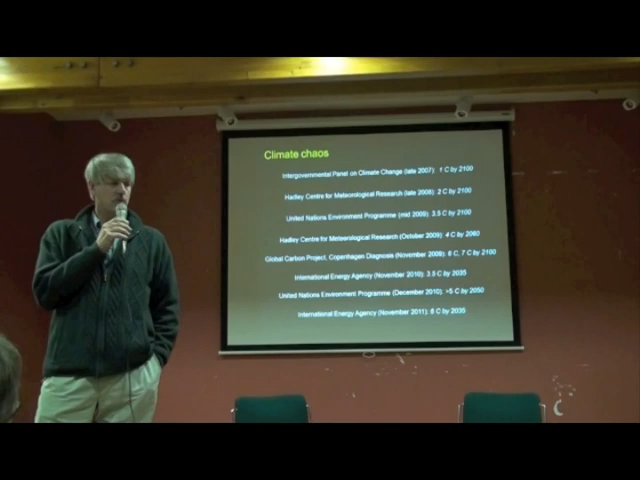 Climate chaos
Intergovernmental Panel on Climate Change (late 2007): 1 C by 2100
Hadley Centre for Meteorological Research (late 2008): 2 C by 2100
United Nations Environment Programme (mid 2009): 3.5 C by 2100
Hadley Centre for Meteorological Research (October 2009): 4 C by 2060
Global Carbon Project, Copenhagen Diagnosis (November 2009): 6 C, 7 C by 2100
International Energy Agency (November 2010): 3.5 C by 2035
United Nations Environment Programme (December 2010): >5 C by 2050
International Energy Agency (November 2011): 6 C by 2035